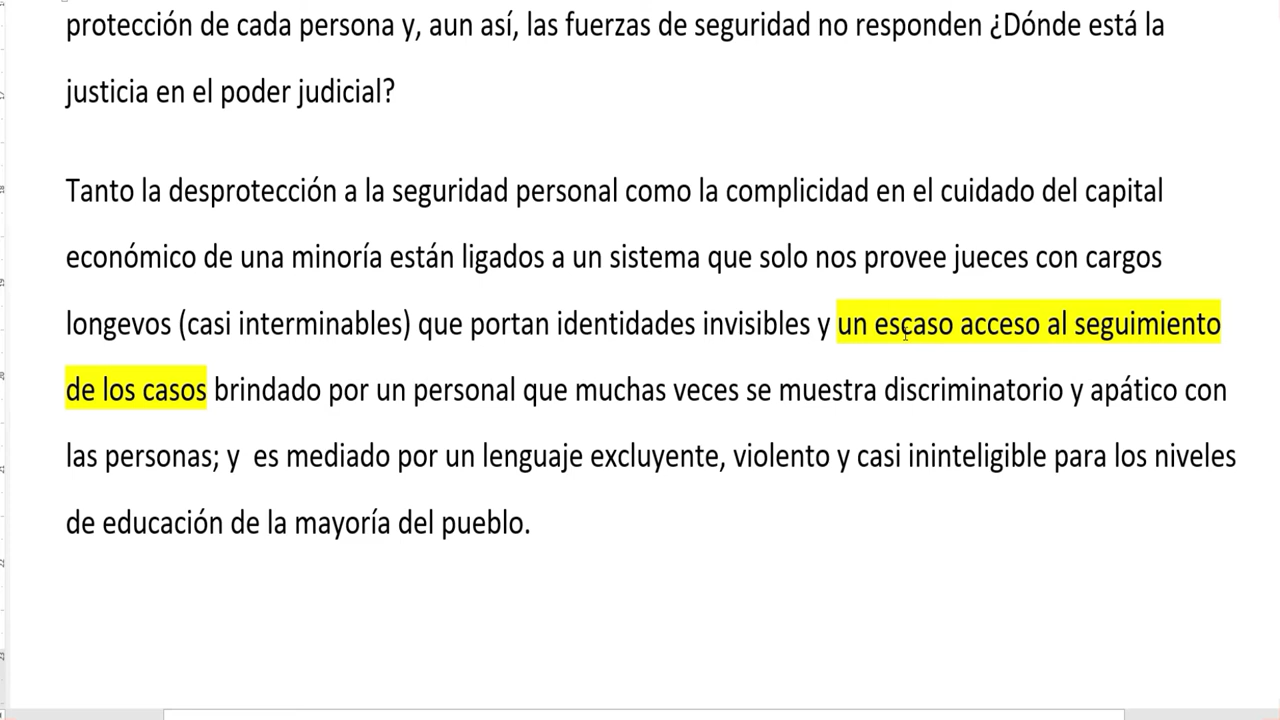 protección de cada persona y, aun así, las fuerzas de seguridad no responden ¿Dónde está la
justicia en el poder judicial?
Tanto la desprotección a la seguridad personal como la complicidad en el cuidado del capital
económico de una minoría están ligados a un sistema que solo nos provee jueces con cargos
longevos (casi interminables) que portan identidades invisibles y un escaso acceso al seguimiento
de los casos brindado por un personal que muchas veces se muestra discriminatorio y apático con
las personas; y  es mediado por un lenguaje excluyente, violento y casi ininteligible para los niveles
de educación de la mayoría del pueblo.